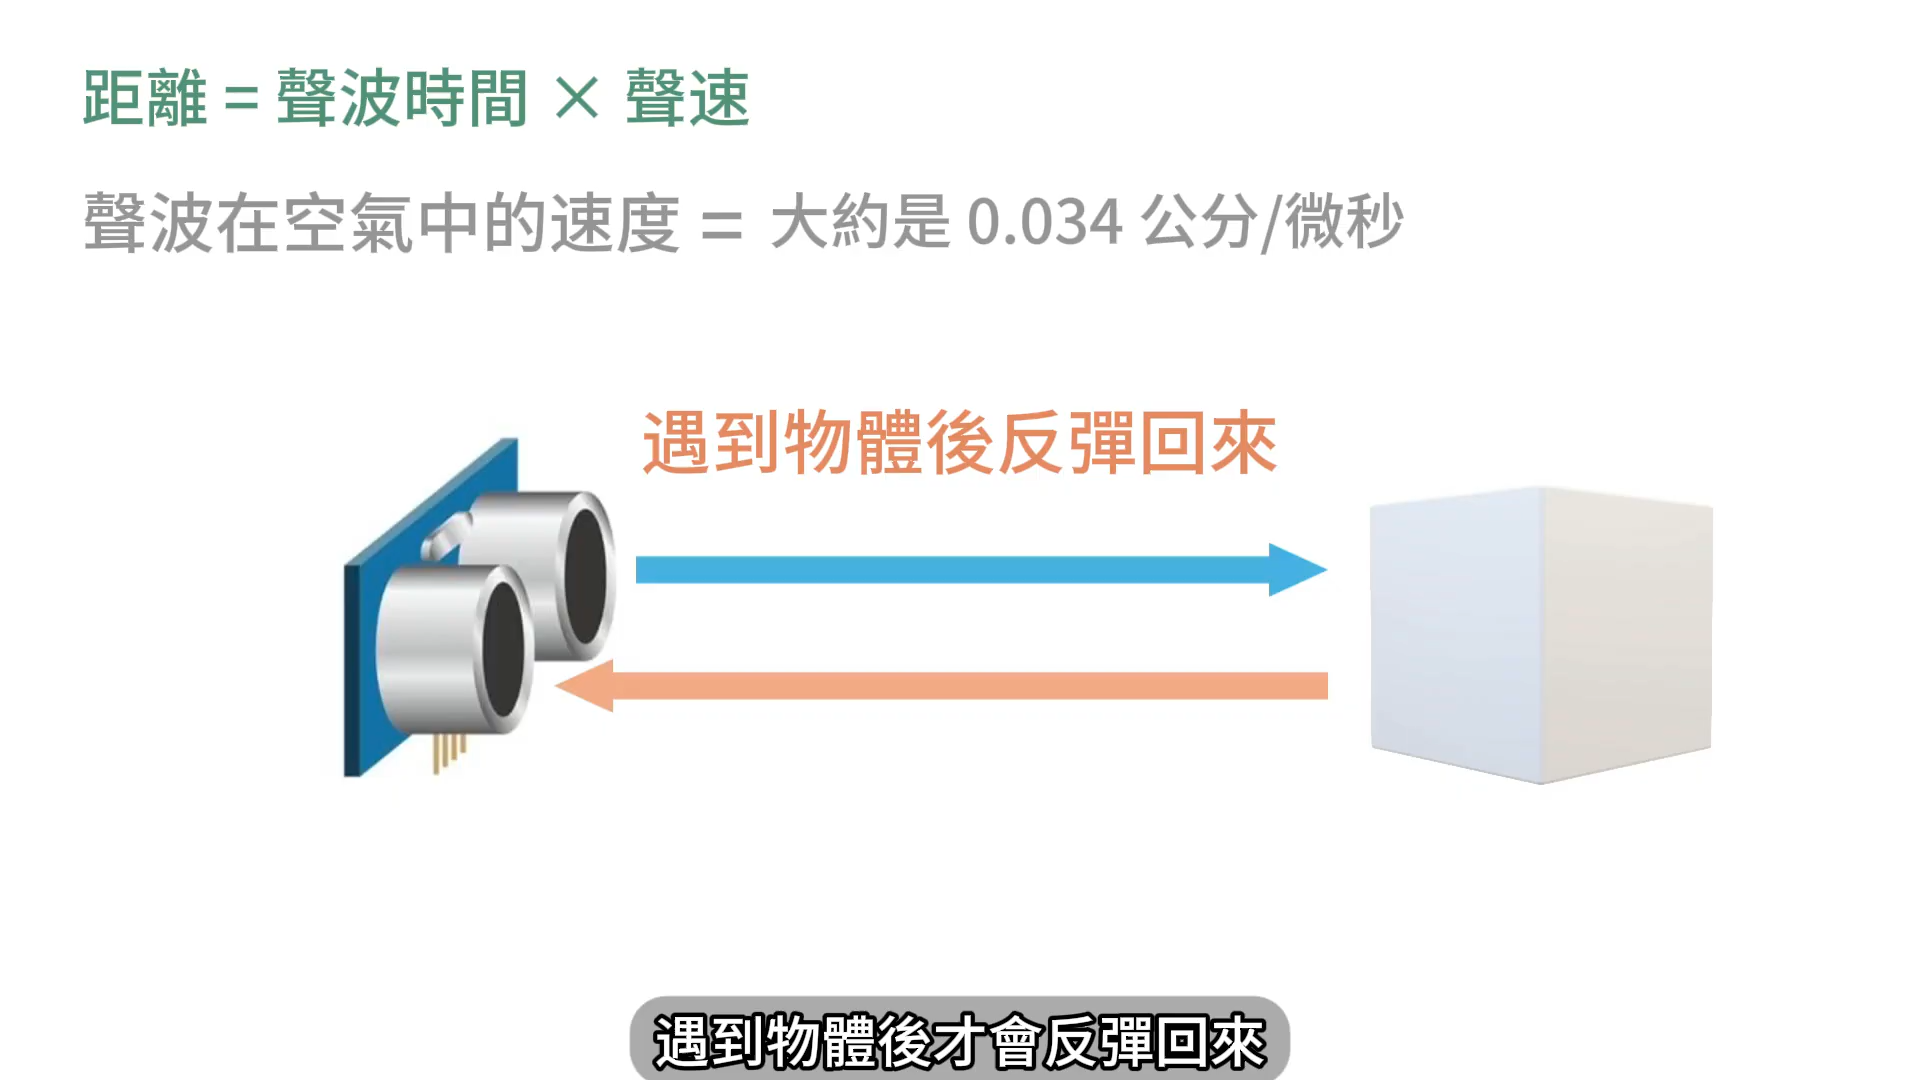 距離 = 聲波時間 × 聲速
聲波在空氣中的速度 = 大約是 0.034 公分/微秒
遇到物體後反彈回來
遇到物體後才會反彈回來